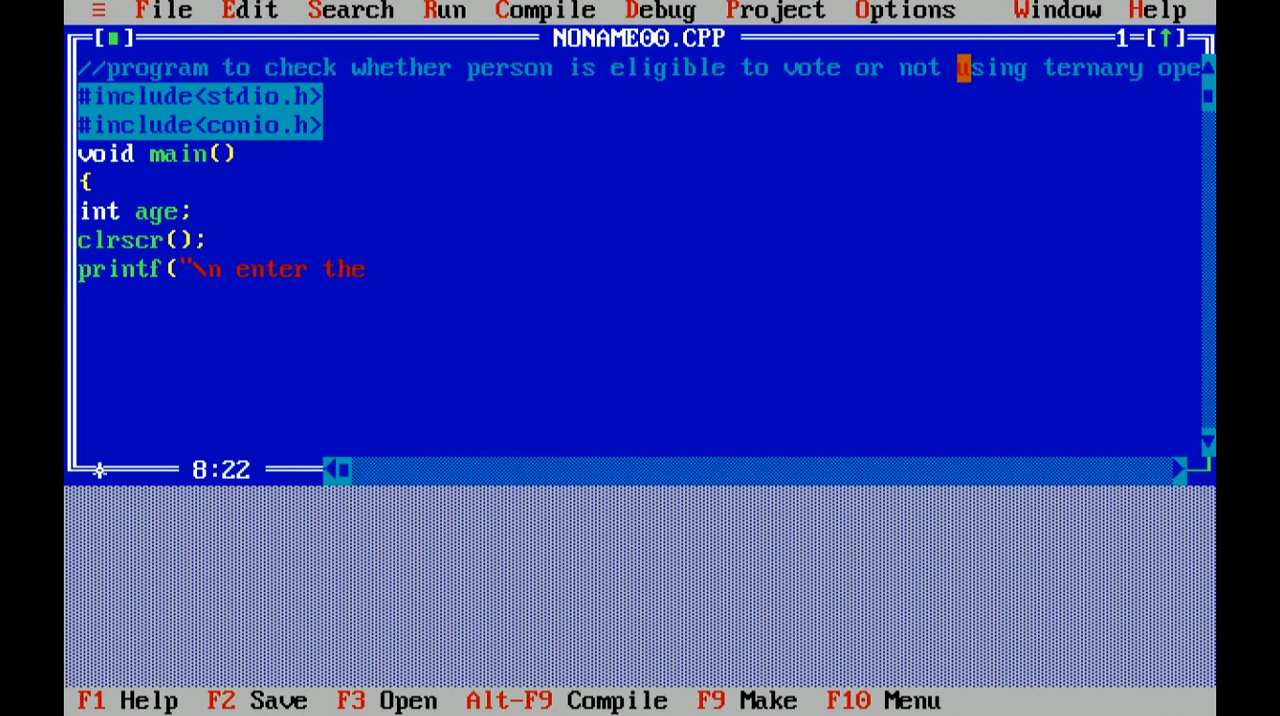 ≡ File Edit Search Run Compile Debug Project Options Window Help
[■] NONAME00.CPP 1=[↑]
//program to check whether person is eligible to vote or not using ternary ope
#include<stdio.h>
#include<conio.h>
void main()
{
int age;
clrscr();
printf("\n enter the
8:22
F1 Help F2 Save F3 Open Alt-F9 Compile F9 Make F10 Menu